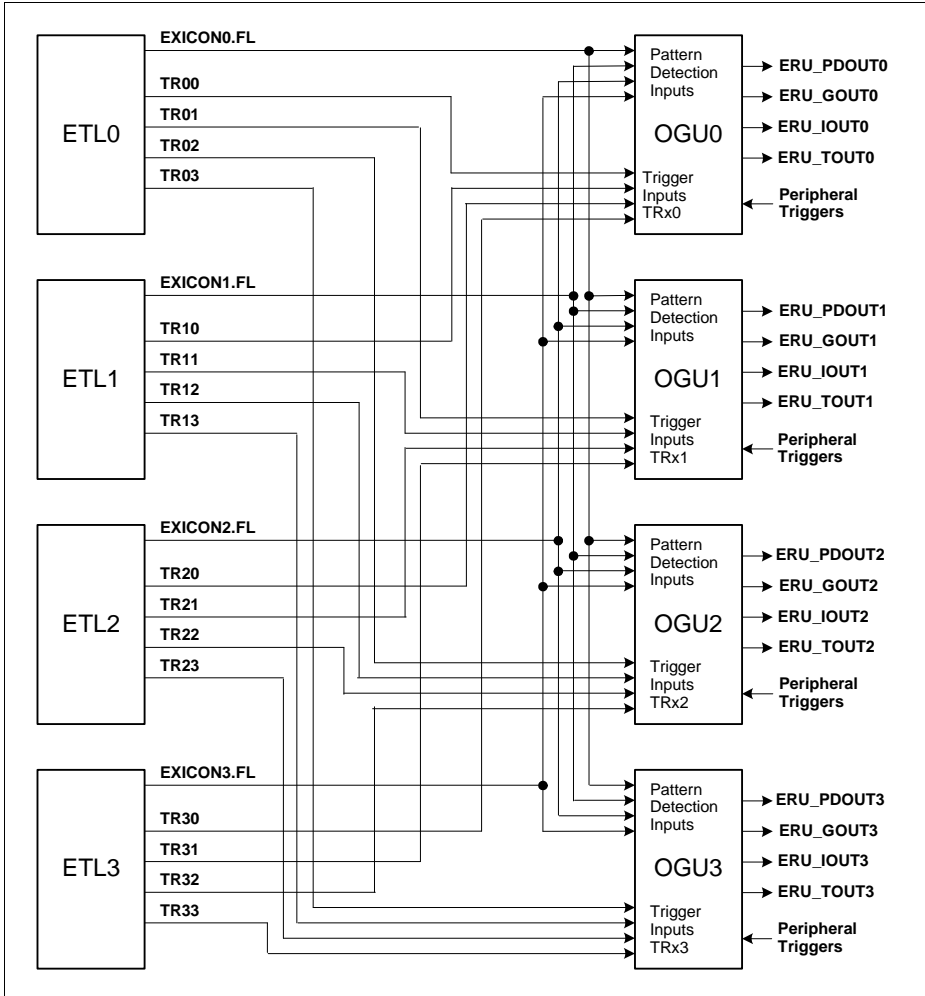 EXICON0.FL
TR00
TR01
TR02
TR03
ETL0
Pattern
Detection
Inputs
OGU0
Trigger
Inputs
TRx0
ERU_PDOUT0
ERU_GOUT0
ERU_IOUT0
ERU_TOUT0
Peripheral
Triggers
EXICON1.FL
TR10
TR11
TR12
TR13
ETL1
Pattern
Detection
Inputs
OGU1
Trigger
Inputs
TRx1
ERU_PDOUT1
ERU_GOUT1
ERU_IOUT1
ERU_TOUT1
Peripheral
Triggers
EXICON2.FL
TR20
TR21
TR22
TR23
ETL2
Pattern
Detection
Inputs
OGU2
Trigger
Inputs
TRx2
ERU_PDOUT2
ERU_GOUT2
ERU_IOUT2
ERU_TOUT2
Peripheral
Triggers
EXICON3.FL
TR30
TR31
TR32
TR33
ETL3
Pattern
Detection
Inputs
OGU3
Trigger
Inputs
TRx3
ERU_PDOUT3
ERU_GOUT3
ERU_IOUT3
ERU_TOUT3
Peripheral
Triggers